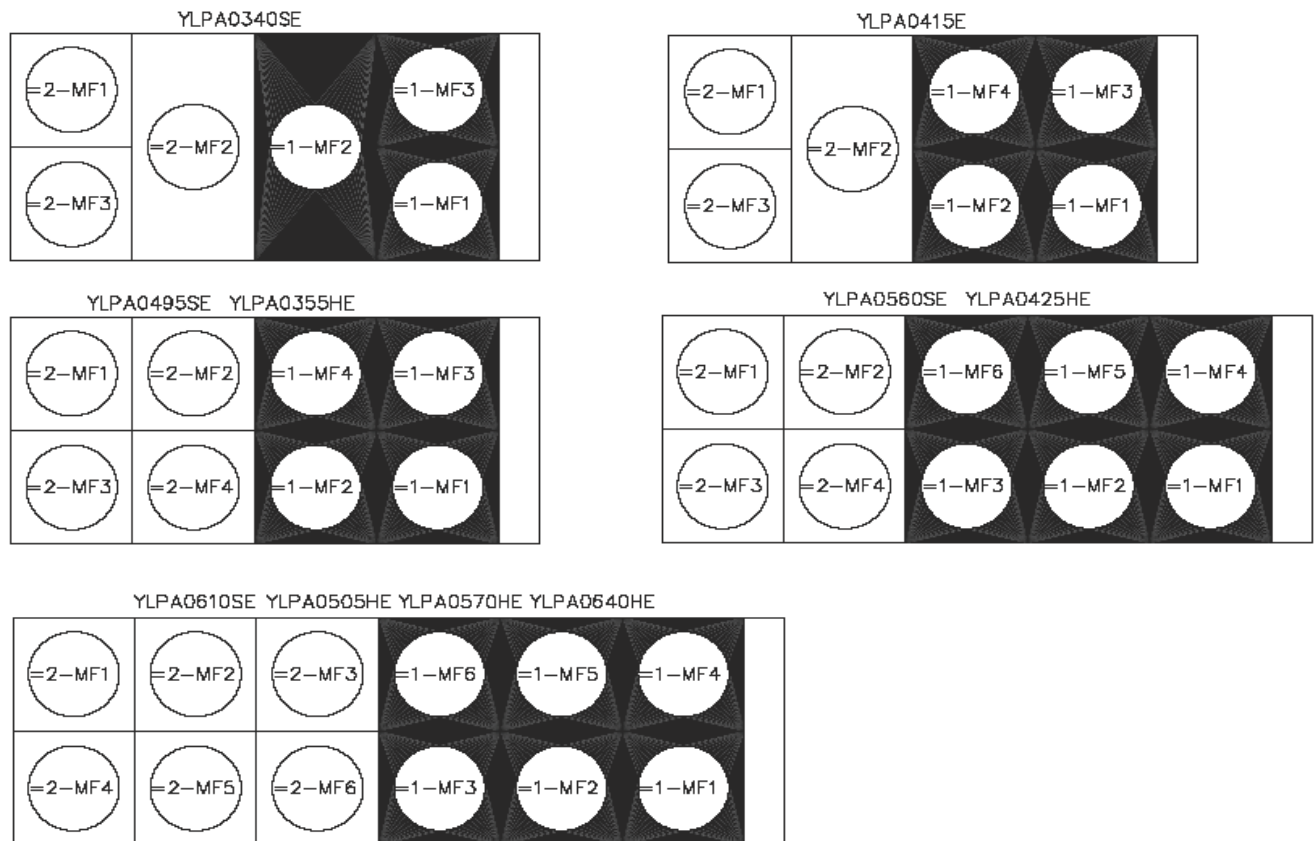 YLPA0340SE
=2-MF1
=2-MF2
=1-MF2
=1-MF3
=2-MF3
=1-MF1
YLPA0415E
=2-MF1
=2-MF2
=1-MF4
=1-MF3
=2-MF3
=1-MF2
=1-MF1
YLPA0495SE YLPA0355HE
=2-MF1
=2-MF2
=1-MF4
=1-MF3
=2-MF3
=2-MF4
=1-MF2
=1-MF1
YLPA0560SE YLPA0425HE
=2-MF1
=2-MF2
=1-MF6
=1-MF5
=1-MF4
=2-MF3
=2-MF4
=1-MF3
=1-MF2
=1-MF1
YLPA0610SE YLPA0505HE YLPA0570HE YLPA0640HE
=2-MF1
=2-MF2
=2-MF3
=1-MF6
=1-MF5
=1-MF4
=2-MF4
=2-MF5
=2-MF6
=1-MF3
=1-MF2
=1-MF1